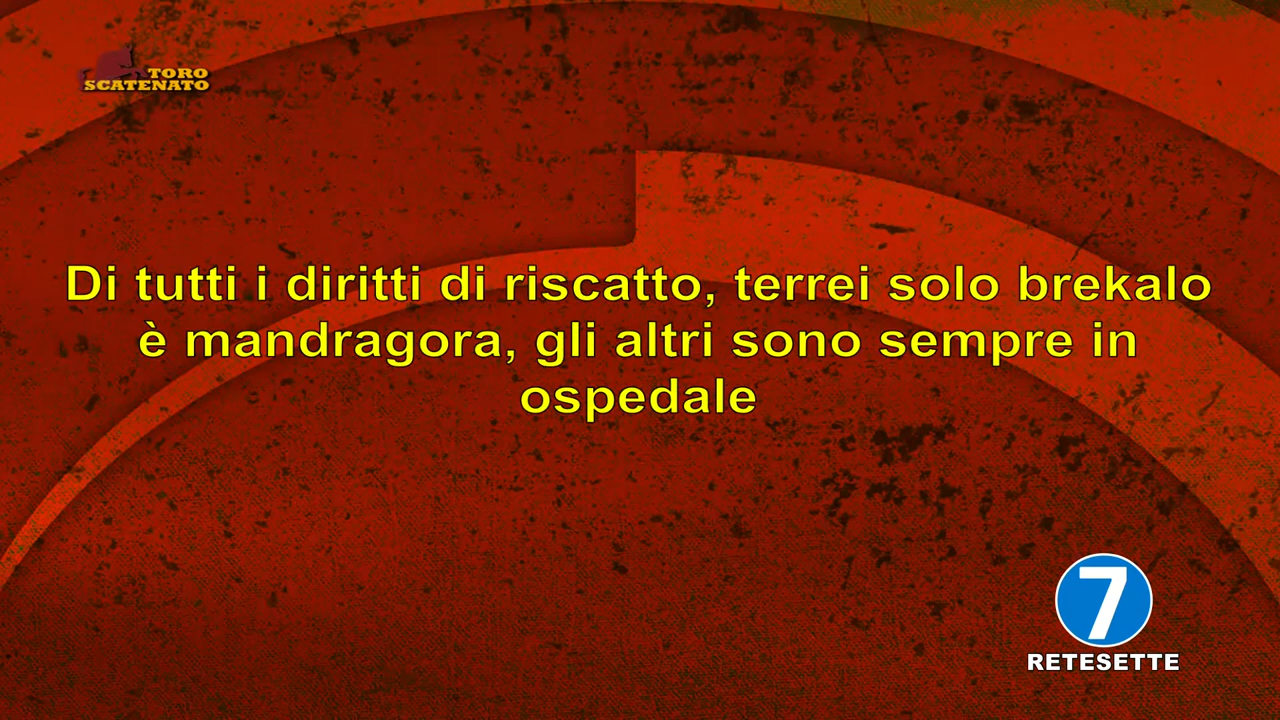 TORO
SCATENATO
Di tutti i diritti di riscatto, terrei solo brekalo
è mandragora, gli altri sono sempre in
ospedale
7
RETESETTE